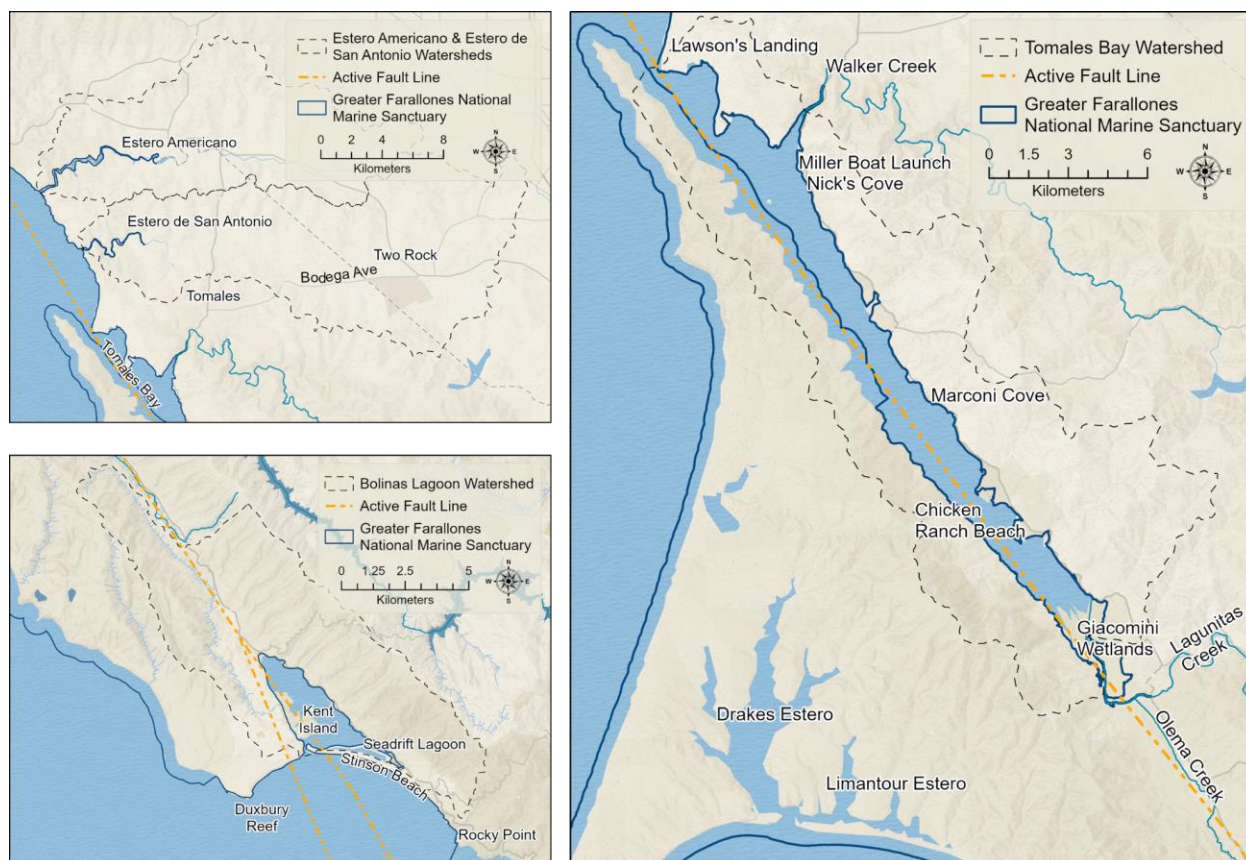 Estero Americano & Estero de
San Antonio Watersheds
Active Fault Line
Greater Farallones National
Marine Sanctuary
0 2 4 8
Kilometers
N
W E
S
Estero Americano
Estero de San Antonio
Two Rock
Bodega Ave
Tomales
Tomales Bay
Bolinas Lagoon Watershed
Active Fault Line
Greater Farallones
National Marine Sanctuary
0 1.25 2.5 5
Kilometers
N
W E
S
Kent
Island
Seadrift Lagoon
Stinson Beach
Duxbury
Reef
Rocky Point
Tomales Bay Watershed
Active Fault Line
Greater Farallones
National Marine Sanctuary
0 1.5 3 6
Kilometers
N
W E
S
Lawson's Landing
Walker Creek
Miller Boat Launch
Nick's Cove
Marconi Cove
Chicken
Ranch Beach
Giacomini
Wetlands
Lagunitas
Creek
Drakes Estero
Olema Creek
Limantour Estero